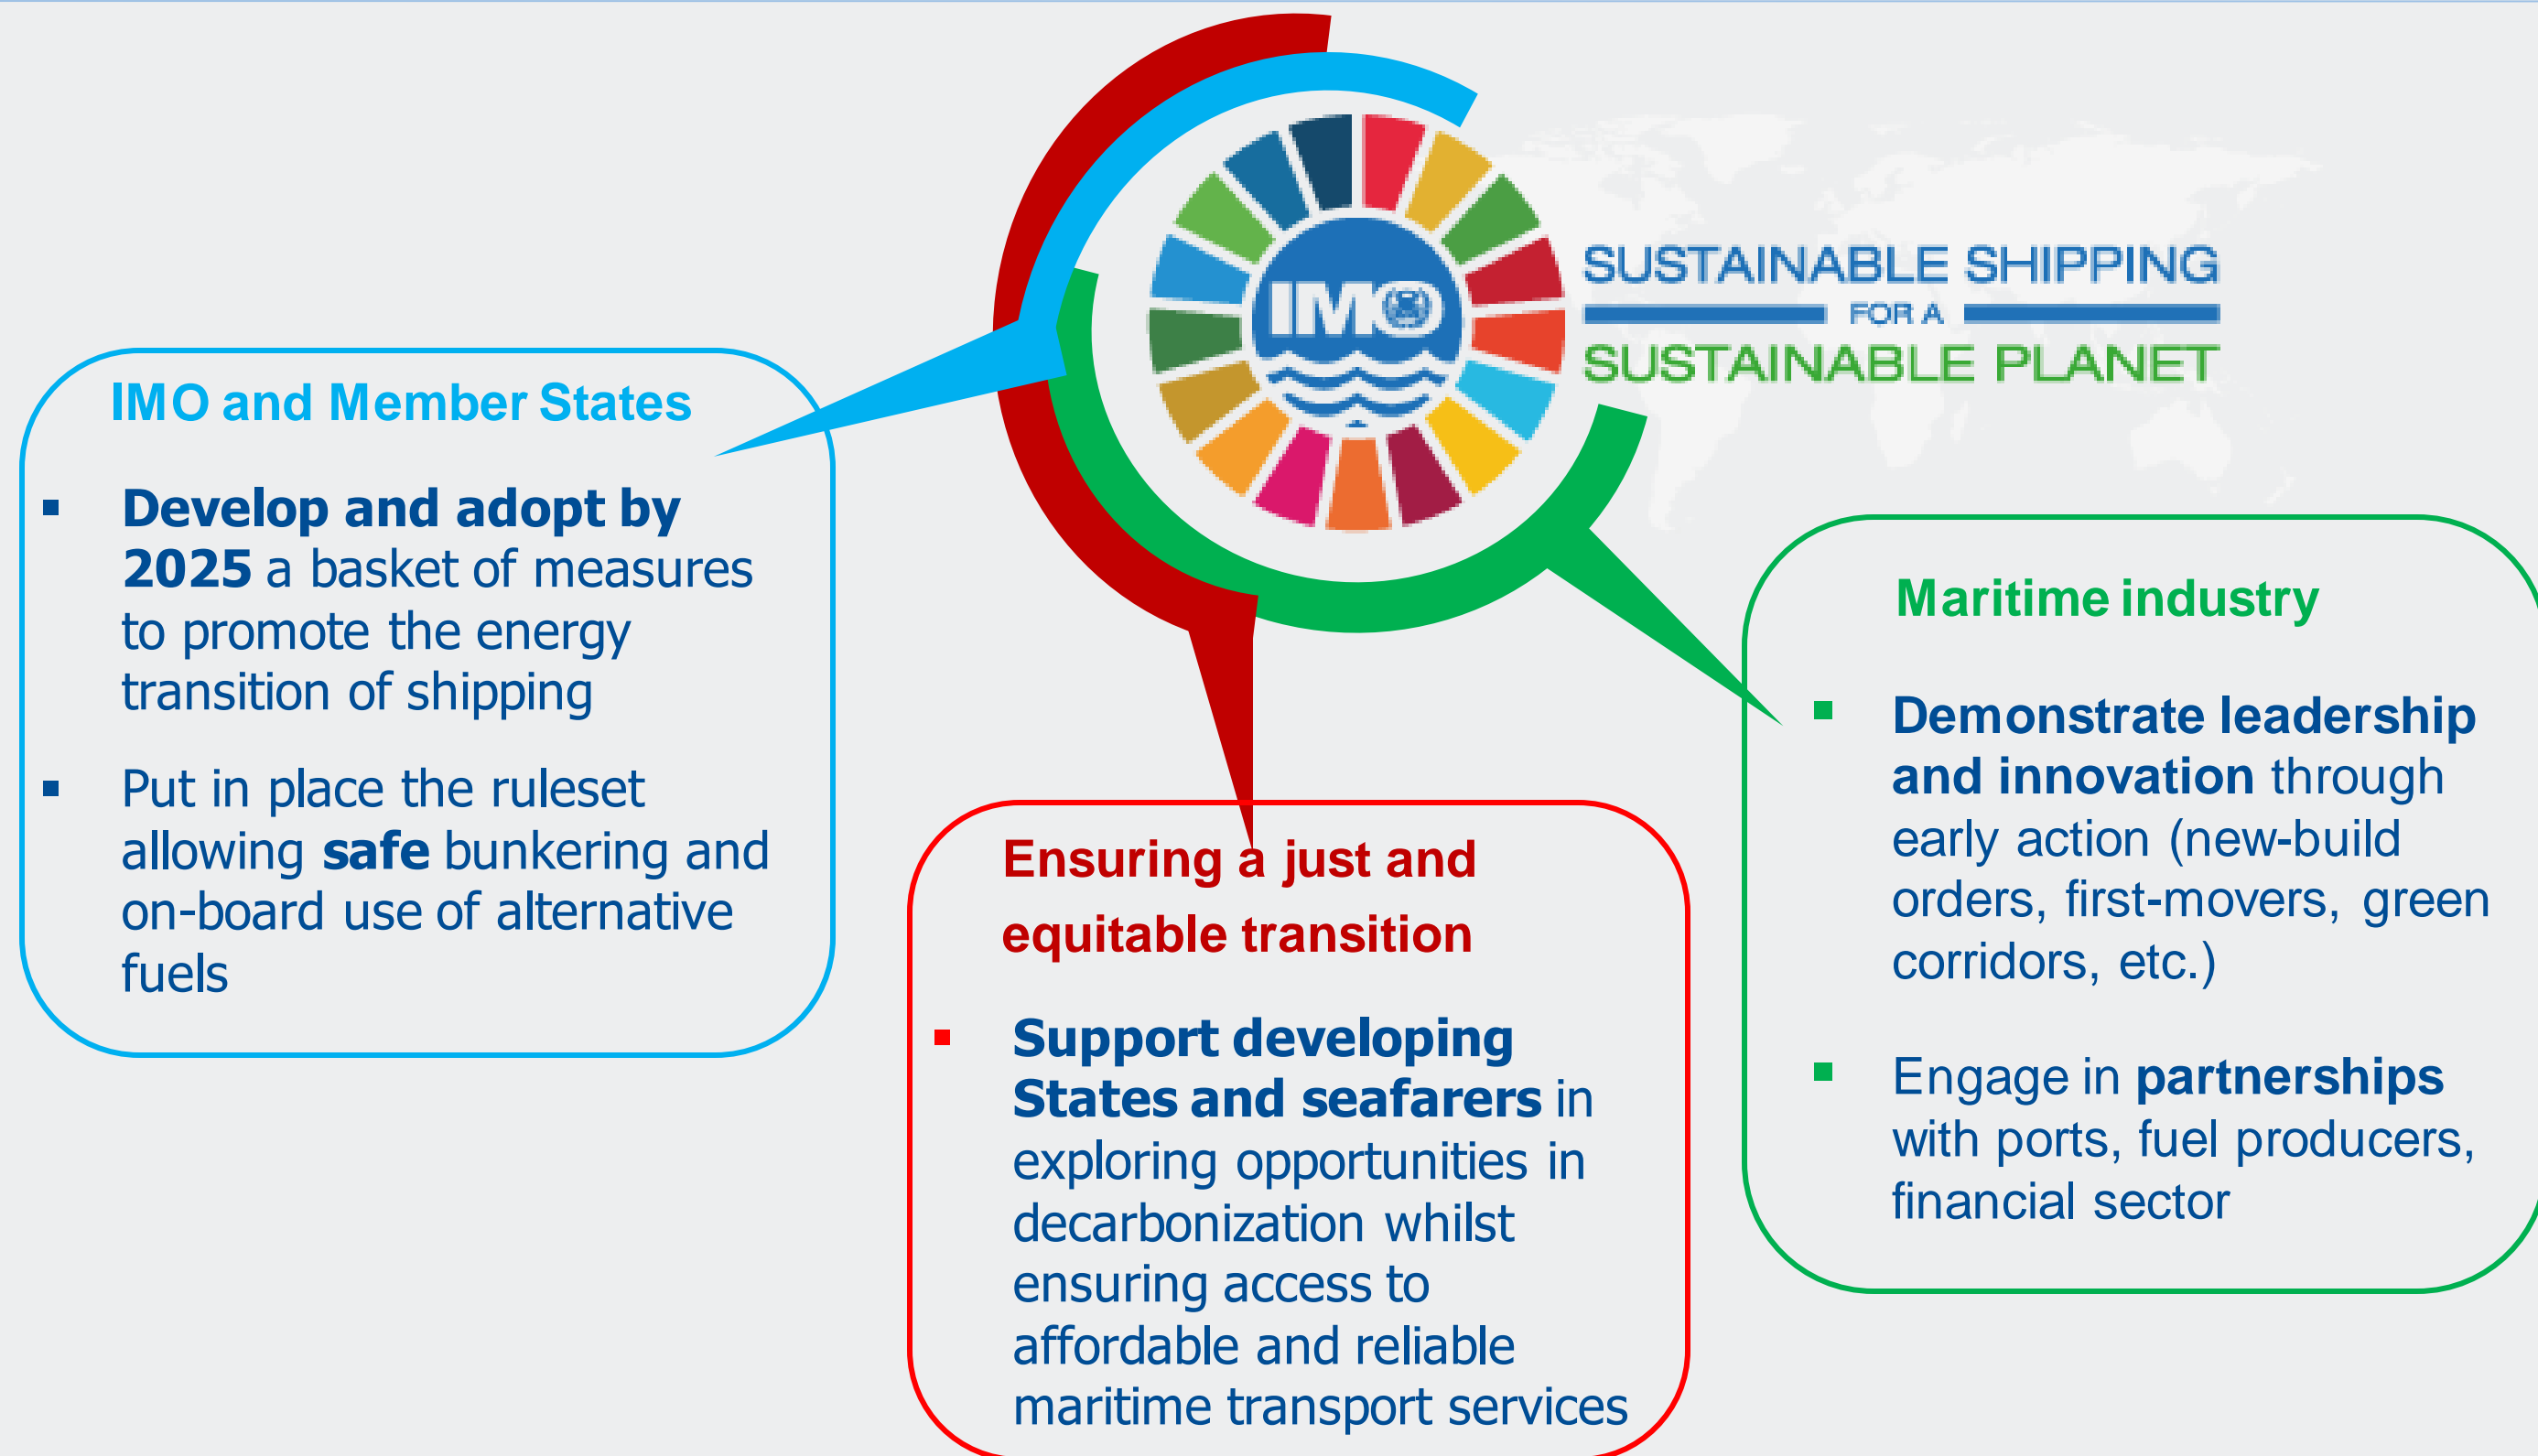 IMO
SUSTAINABLE SHIPPING
FOR A
SUSTAINABLE PLANET
IMO and Member States
▪ Develop and adopt by
2025 a basket of measures
to promote the energy
transition of shipping
▪ Put in place the ruleset
allowing safe bunkering and
on-board use of alternative
fuels
Ensuring a just and
equitable transition
▪ Support developing
States and seafarers in
exploring opportunities in
decarbonization whilst
ensuring access to
affordable and reliable
maritime transport services
Maritime industry
▪ Demonstrate leadership
and innovation through
early action (new-build
orders, first-movers, green
corridors, etc.)
▪ Engage in partnerships
with ports, fuel producers,
financial sector